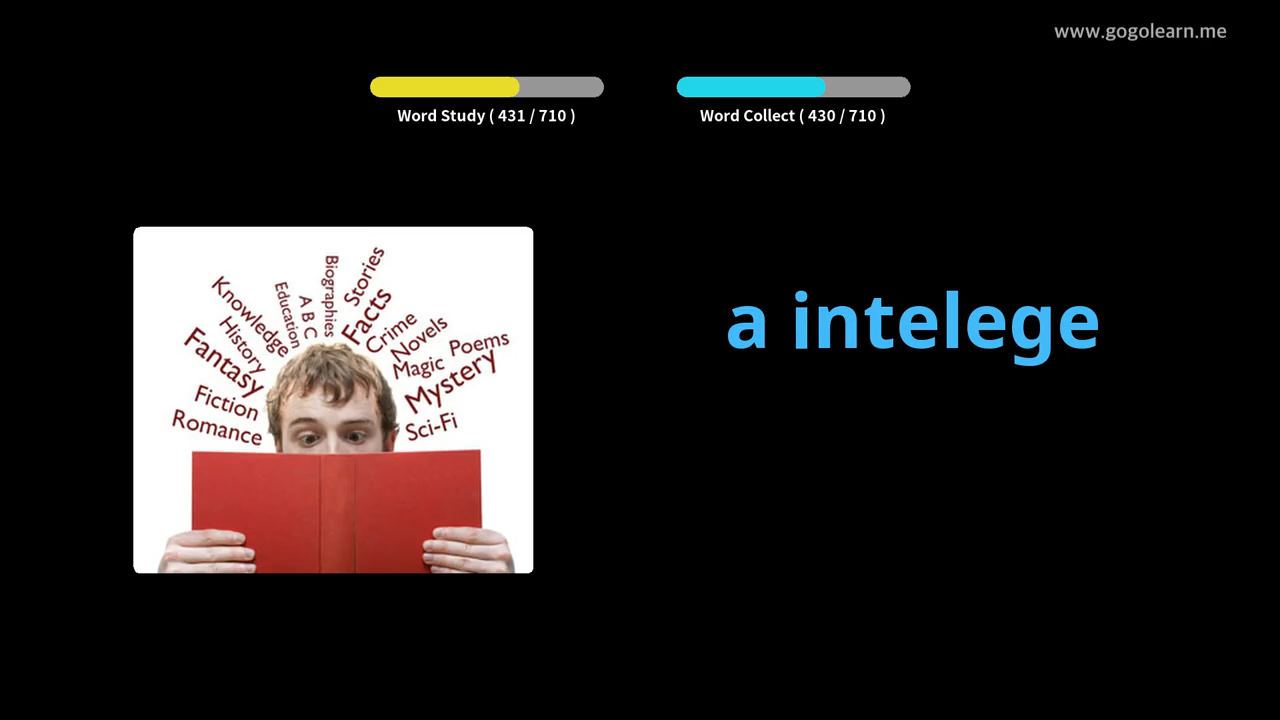 www.gogolearn.me
Word Study ( 431 / 710 )
Word Collect ( 430 / 710 )
a intelege
Romance
Fiction
Fantasy
History
Knowledge
Education
A B C
Biographies
Stories
Facts
Crime
Novels
Magic
Poems
Mystery
Sci-Fi